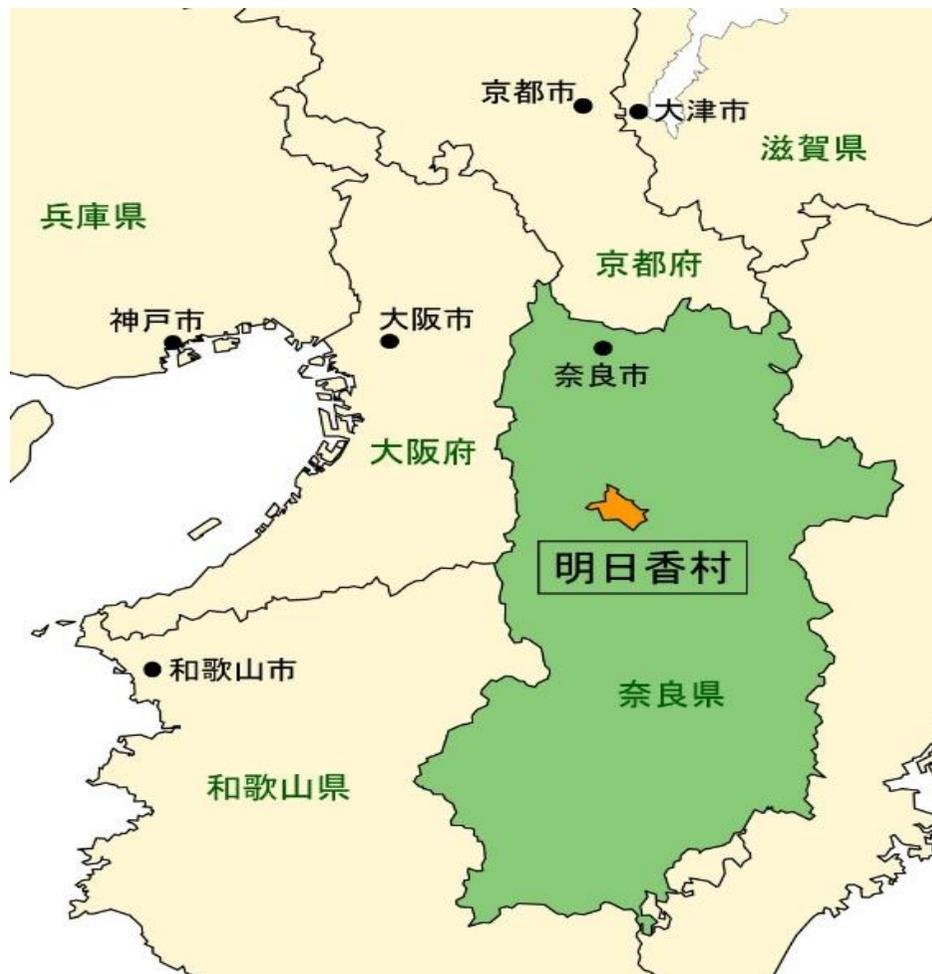 京都市
大津市
滋賀県
兵庫県
京都府
神戸市
大阪市
奈良市
大阪府
明日香村
和歌山市
奈良県
和歌山県